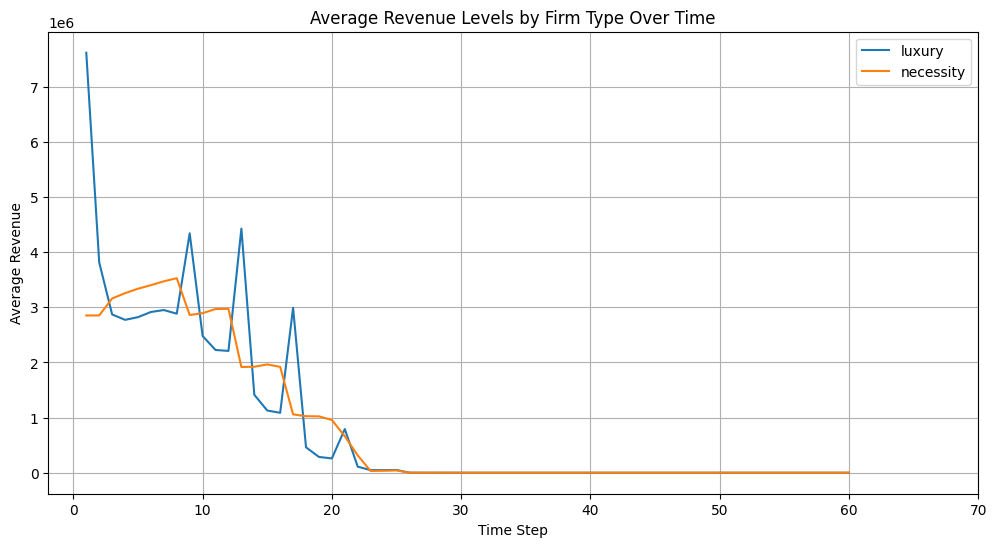 Average Revenue Levels by Firm Type Over Time
1e6
luxury
necessity
7
6
5
4
3
2
1
0
Average Revenue
0 10 20 30 40 50 60 70
Time Step